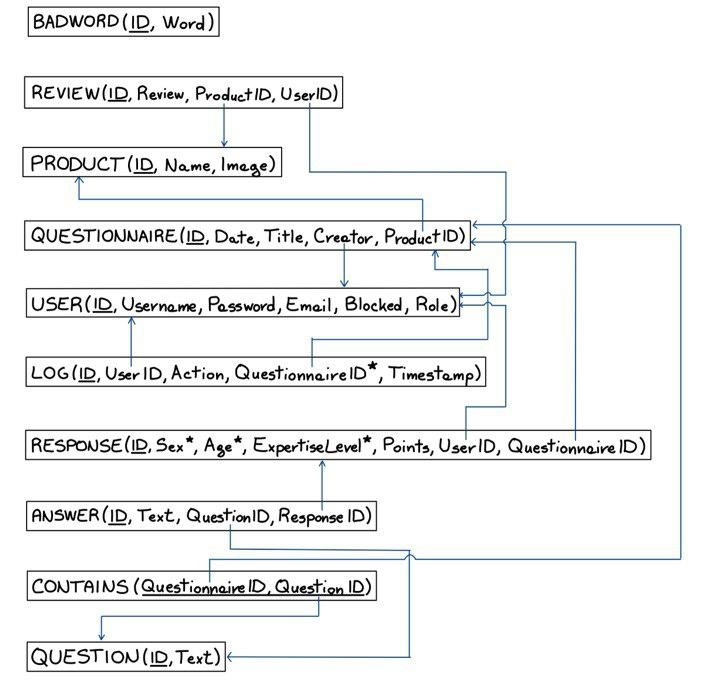 BADWORD(ID, Word)
REVIEW(ID, Review, ProductID, UserID)
PRODUCT(ID, Name, Image)
QUESTIONNAIRE(ID, Date, Title, Creator, ProductID)
USER(ID, Username, Password, Email, Blocked, Role)
LOG(ID, UserID, Action, QuestionnaireID*, Timestamp)
RESPONSE(ID, Sex*, Age*, ExpertiseLevel*, Points, UserID, QuestionnaireID)
ANSWER(ID, Text, QuestionID, ResponseID)
CONTAINS(QuestionnaireID, QuestionID)
QUESTION(ID, Text)